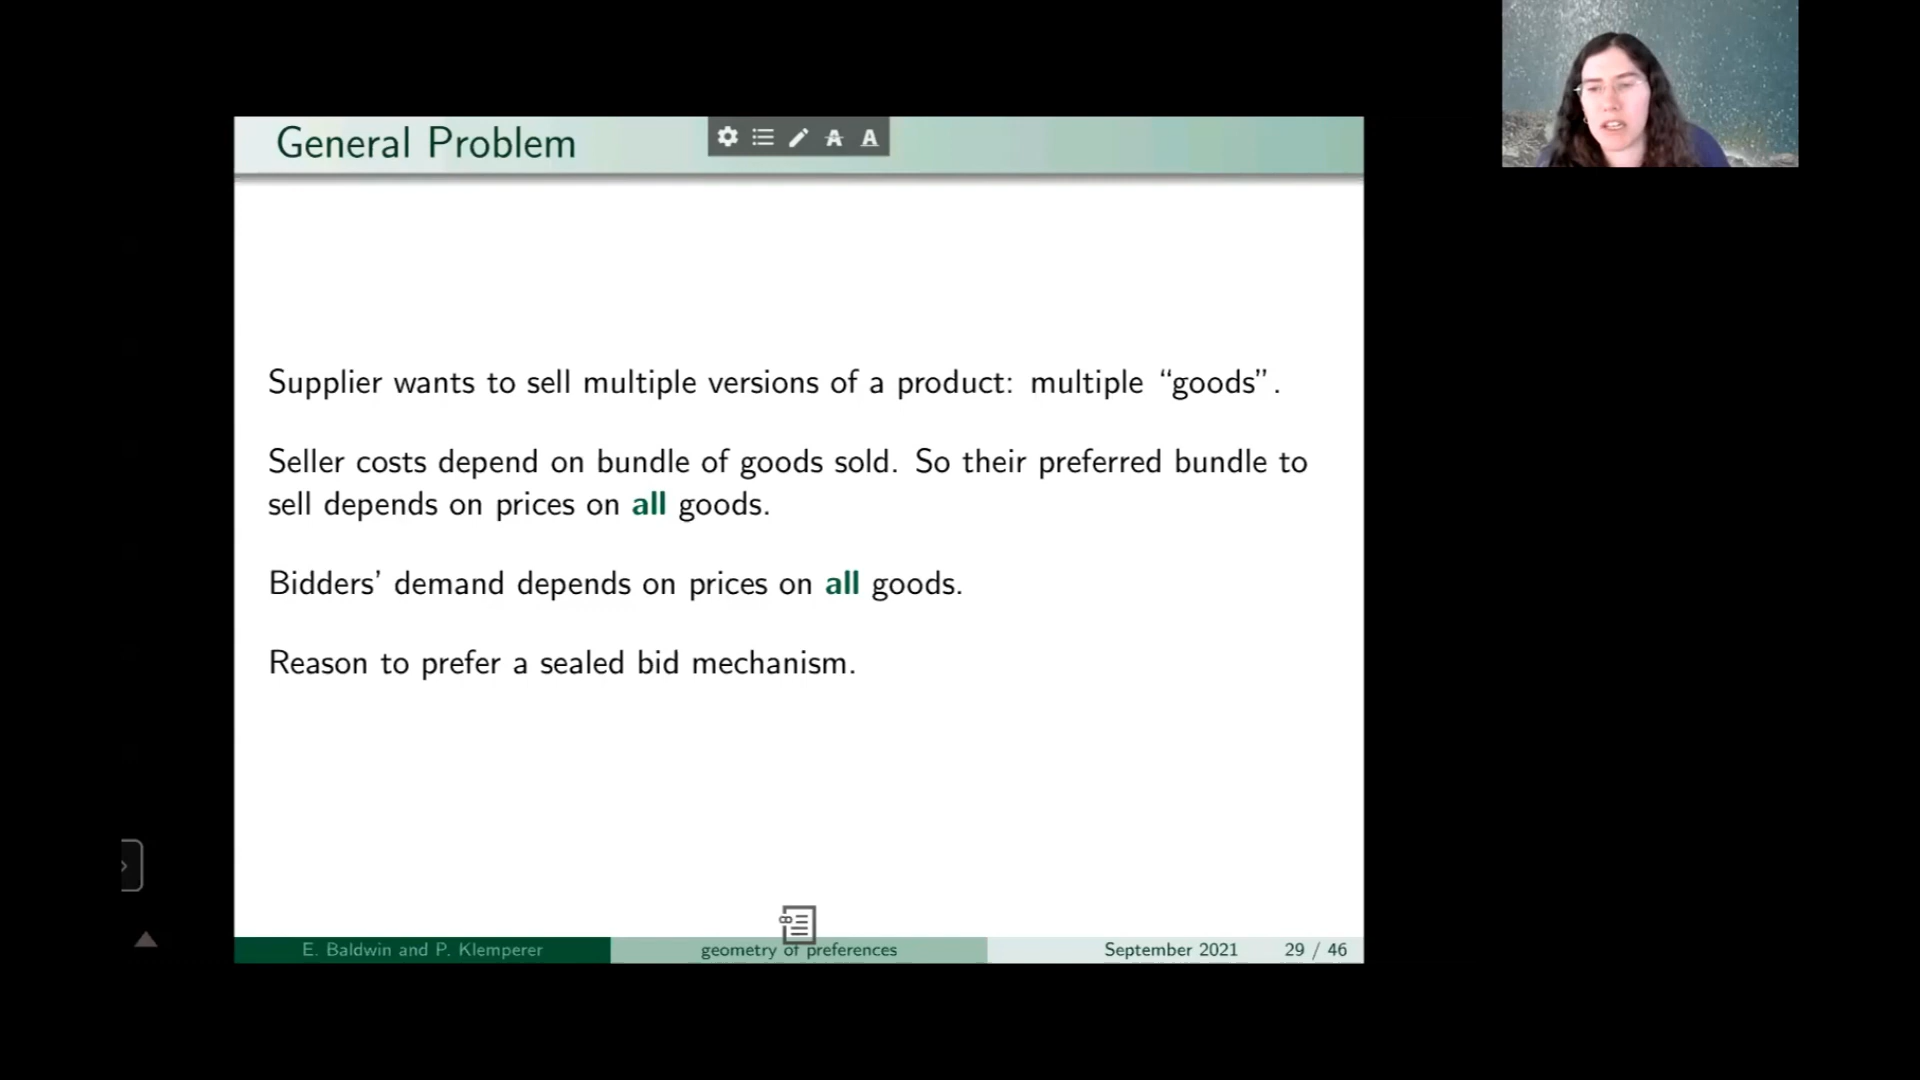 General Problem
Supplier wants to sell multiple versions of a product: multiple “goods”.
Seller costs depend on bundle of goods sold. So their preferred bundle to
sell depends on prices on all goods.
Bidders’ demand depends on prices on all goods.
Reason to prefer a sealed bid mechanism.
E. Baldwin and P. Klemperer
geometry of preferences
September 2021
29 / 46